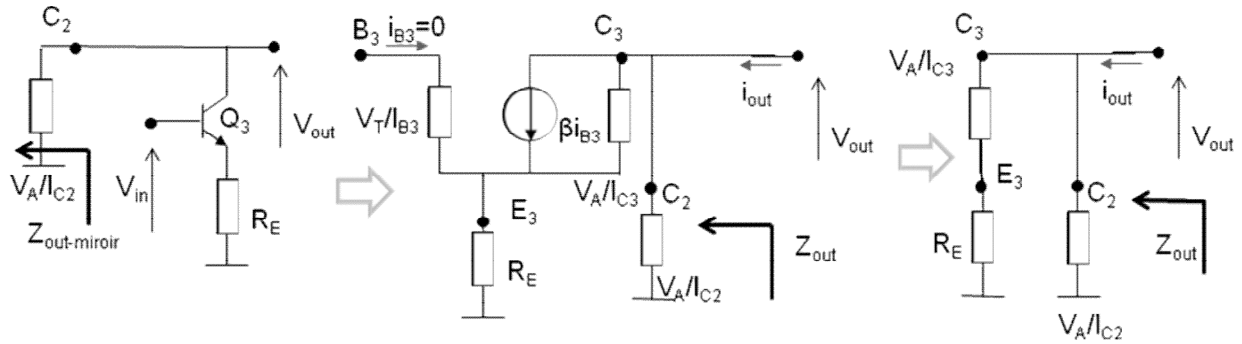 C2
Q3
Vout
VA/IC2
Vin
RE
Zout-miroir
B3 iB3=0
C3
iout
VT/IB3
βiB3
Vout
VA/IC3
E3
C2
RE
Zout
VA/IC2
C3
VA/IC3
iout
Vout
E3
C2
RE
Zout
VA/IC2